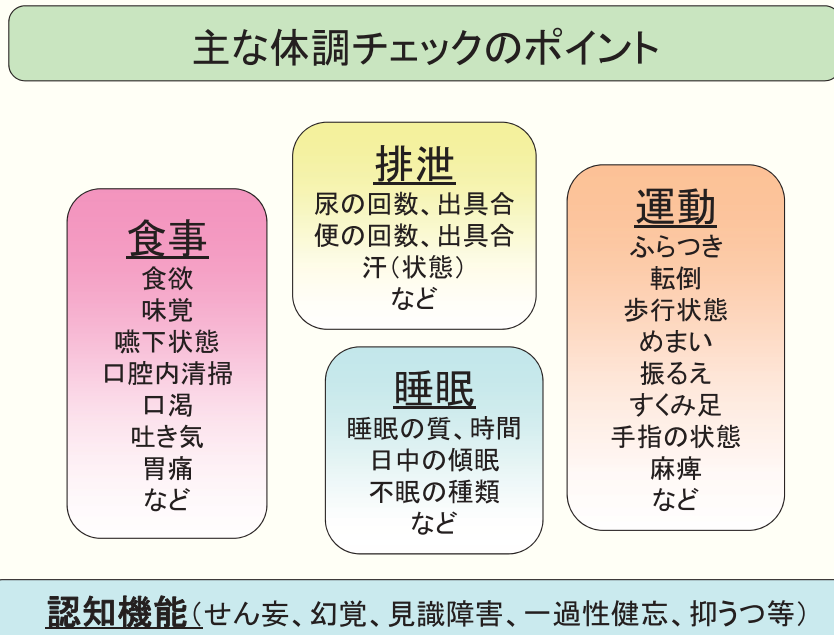 主な体調チェックのポイント
食事
食欲
味覚
嚥下状態
口腔内清掃
口渇
吐き気
胃痛
など
排泄
尿の回数、出具合
便の回数、出具合
汗(状態)
など
睡眠
睡眠の質、時間
日中の傾眠
不眠の種類
など
運動
ふらつき
転倒
歩行状態
めまい
振るえ
すくみ足
手指の状態
麻痺
など
認知機能(せん妄、幻覚、見識障害、一過性健忘、抑うつ等)